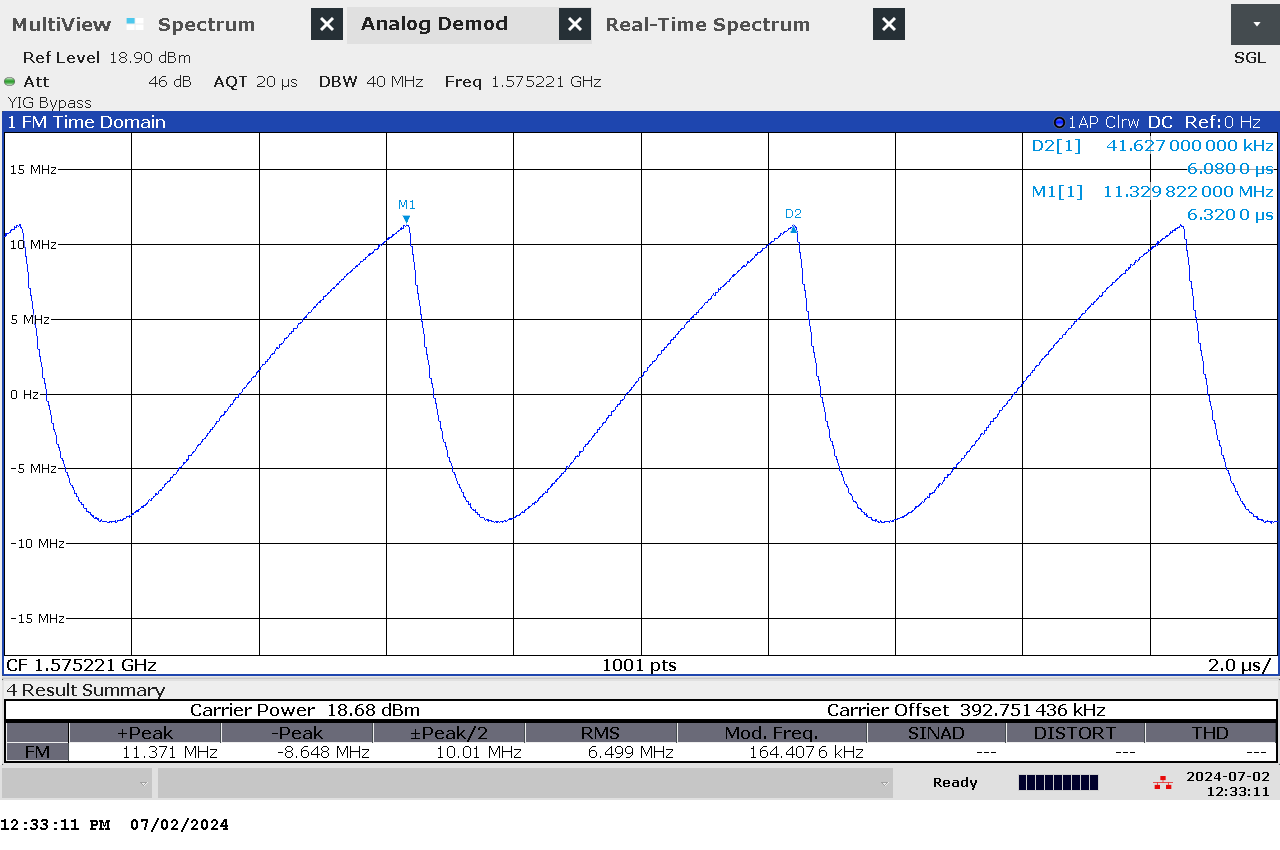 MultiView Spectrum Analog Demod Real-Time Spectrum
Ref Level 18.90 dBm SGL
Att 46 dB AQT 20 µs DBW 40 MHz Freq 1.575221 GHz
YIG Bypass
1 FM Time Domain 1AP Clrw DC Ref: 0 Hz
D2[1] 41.627 000 000 kHz
6.080 0 µs
M1[1] 11.329 822 000 MHz
6.320 0 µs
15 MHz
M1
D2
10 MHz
5 MHz
0 Hz
-5 MHz
-10 MHz
-15 MHz
CF 1.575221 GHz 1001 pts 2.0 µs/
4 Result Summary
Carrier Power 18.68 dBm Carrier Offset 392.751 436 kHz
+Peak -Peak ±Peak/2 RMS Mod. Freq. SINAD DISTORT THD
FM 11.371 MHz -8.648 MHz 10.01 MHz 6.499 MHz 164.407 6 kHz --- --- ---
Ready 2024-07-02
12:33:11
12:33:11 PM 07/02/2024